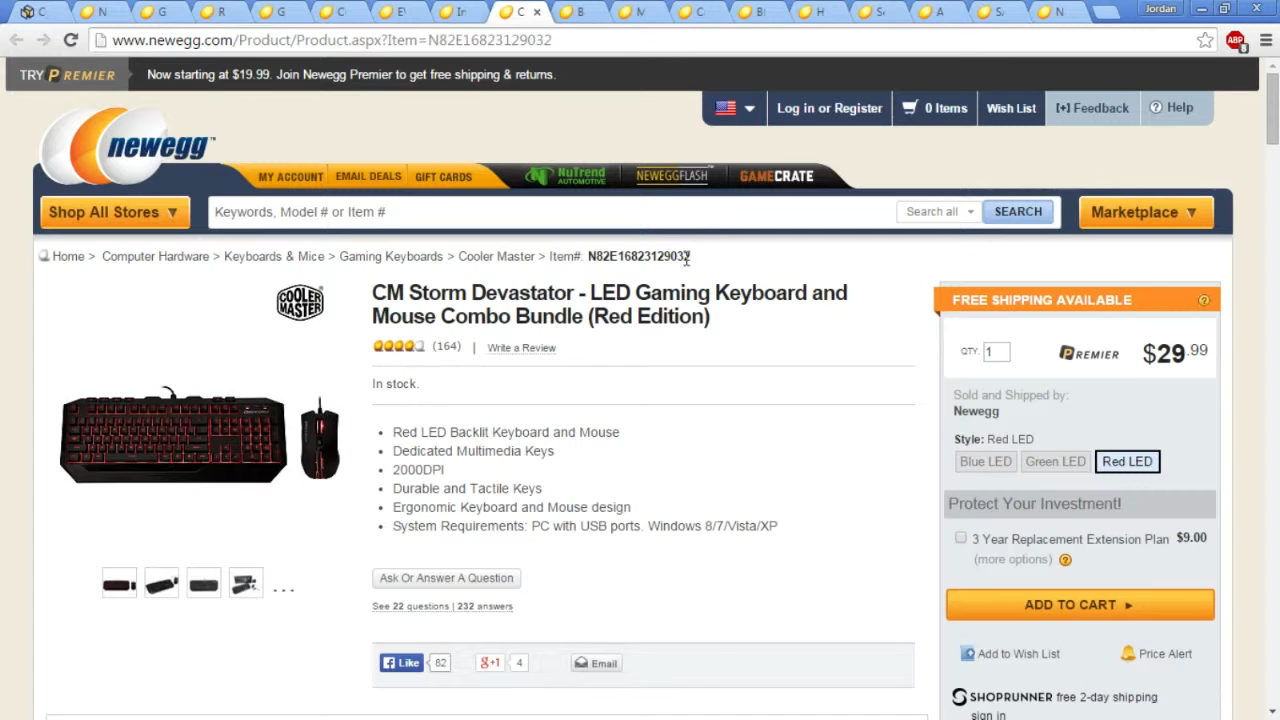 C N G R G C E In C B M C Bl H S A S N Jordan
www.newegg.com/Product/Product.aspx?Item=N82E16823129032 ABP 8
TRY PREMIER Now starting at $19.99. Join Newegg Premier to get free shipping & returns.
Log in or Register 0 Items Wish List [+] Feedback ? Help
newegg™
MY ACCOUNT EMAIL DEALS GIFT CARDS NUTREND AUTOMOTIVE NEWEGGFLASH™ GAMECRATE
Shop All Stores ▼ Keywords, Model # or Item # Search all SEARCH Marketplace ▼
Home > Computer Hardware > Keyboards & Mice > Gaming Keyboards > Cooler Master > Item#: N82E16823129032
COOLER MASTER
CM Storm Devastator - LED Gaming Keyboard and
Mouse Combo Bundle (Red Edition)
(164) | Write a Review
In stock.
• Red LED Backlit Keyboard and Mouse
• Dedicated Multimedia Keys
• 2000DPI
• Durable and Tactile Keys
• Ergonomic Keyboard and Mouse design
• System Requirements: PC with USB ports. Windows 8/7/Vista/XP
. . .
Ask Or Answer A Question
See 22 questions | 232 answers
Like 82 g+1 4 Email
FREE SHIPPING AVAILABLE ?
QTY. 1 PREMIER $29.99
Sold and Shipped by:
Newegg
Style: Red LED
Blue LED Green LED Red LED
Protect Your Investment!
3 Year Replacement Extension Plan $9.00
(more options) ?
ADD TO CART ►
Add to Wish List Price Alert
SHOPRUNNER free 2-day shipping
sign in